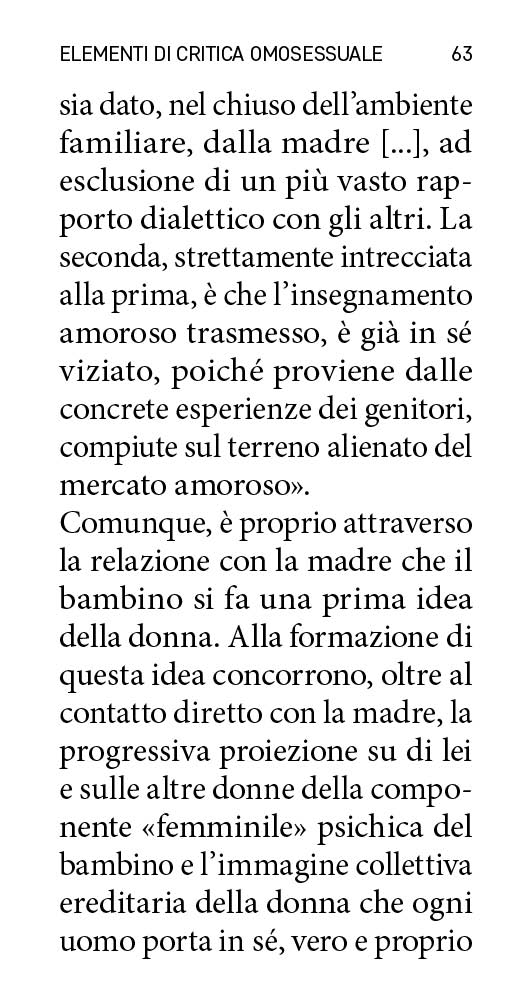 ELEMENTI DI CRITICA OMOSESSUALE 63
sia dato, nel chiuso dell’ambiente
familiare, dalla madre [...], ad
esclusione di un più vasto rap-
porto dialettico con gli altri. La
seconda, strettamente intrecciata
alla prima, è che l’insegnamento
amoroso trasmesso, è già in sé
viziato, poiché proviene dalle
concrete esperienze dei genitori,
compiute sul terreno alienato del
mercato amoroso».
Comunque, è proprio attraverso
la relazione con la madre che il
bambino si fa una prima idea
della donna. Alla formazione di
questa idea concorrono, oltre al
contatto diretto con la madre, la
progressiva proiezione su di lei
e sulle altre donne della compo-
nente «femminile» psichica del
bambino e l’immagine collettiva
ereditaria della donna che ogni
uomo porta in sé, vero e proprio